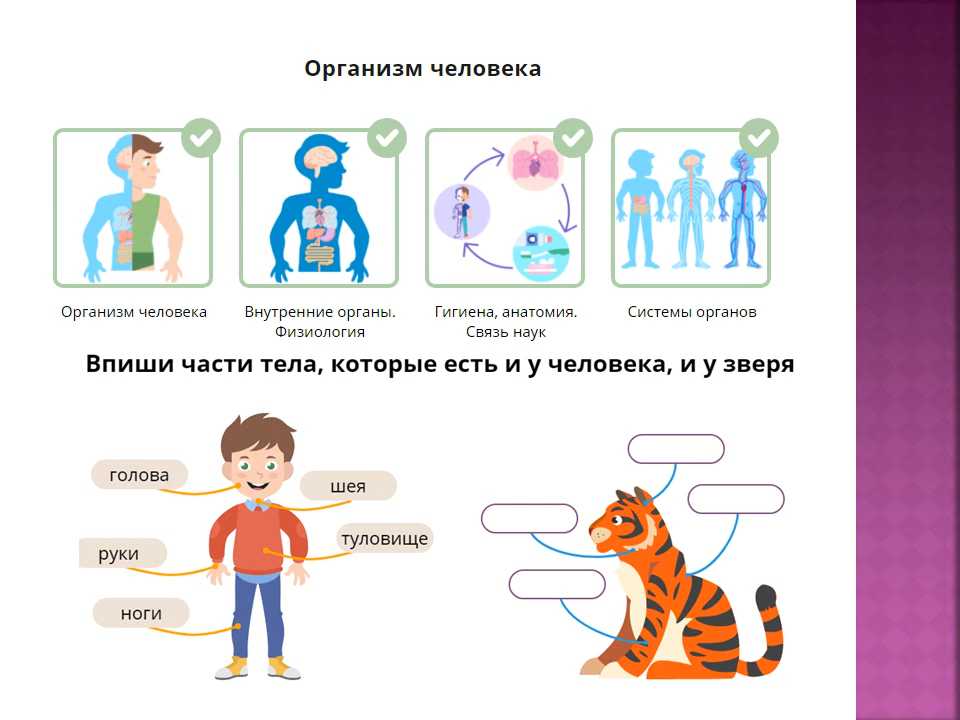 Организм человека
Организм человека
Внутренние органы.
Физиология
Гигиена, анатомия.
Связь наук
Системы органов
Впиши части тела, которые есть и у человека, и у зверя
голова
шея
туловище
руки
ноги